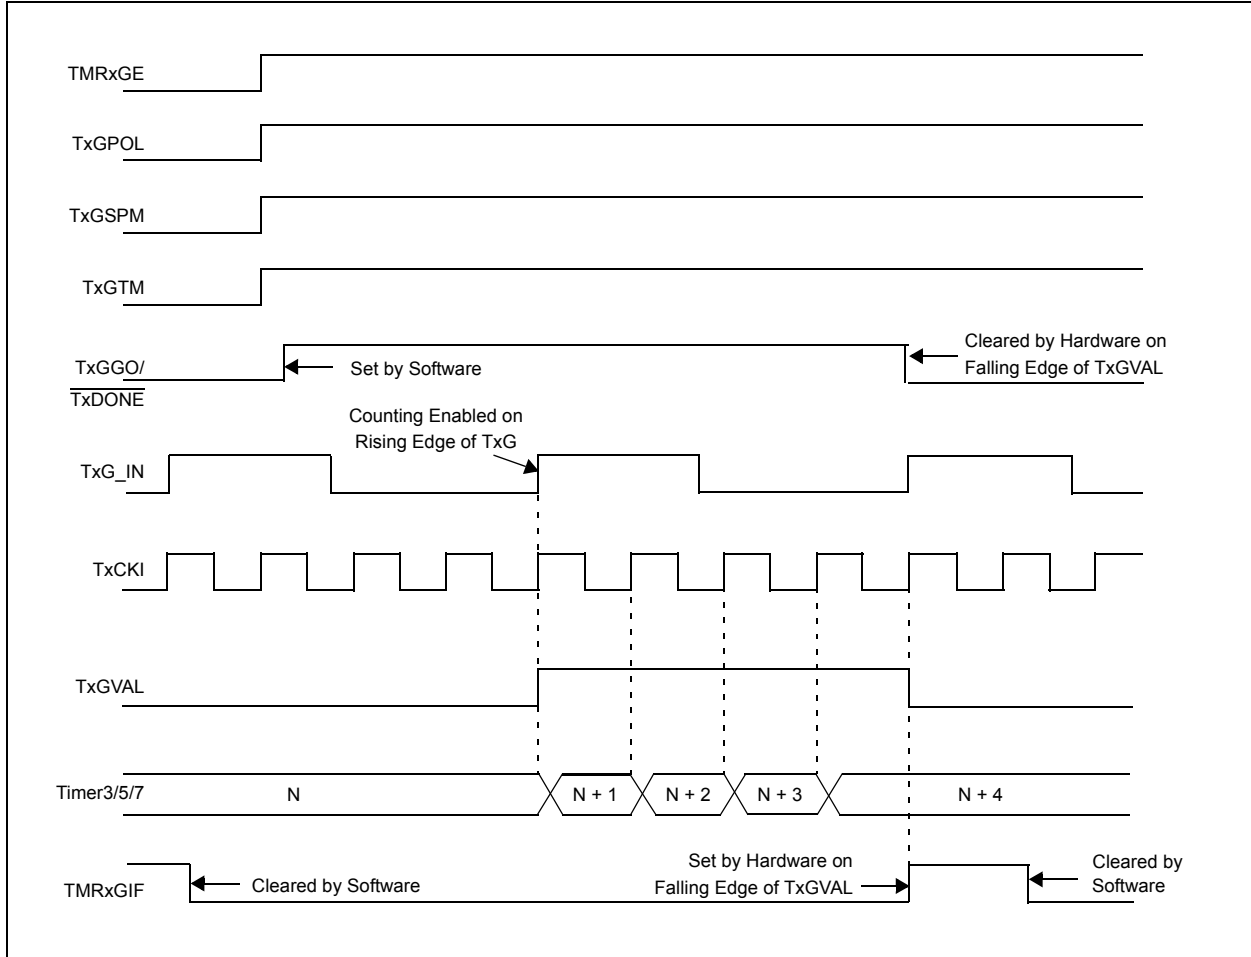 TMRxGE
TxGPOL
TxGSPM
TxGTM
TxGGO/
TxDONE
Set by Software
Cleared by Hardware on
Falling Edge of TxGVAL
Counting Enabled on
Rising Edge of TxG
TxG_IN
TxCKI
TxGVAL
Timer3/5/7
N
N + 1
N + 2
N + 3
N + 4
TMRxGIF
Cleared by Software
Set by Hardware on
Falling Edge of TxGVAL
Cleared by
Software